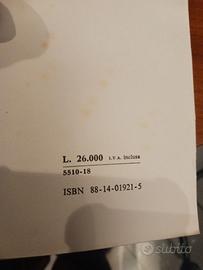 L. 26.000 I.V.A. inclusa
5510-18
ISBN 88-14-01921-5
subito